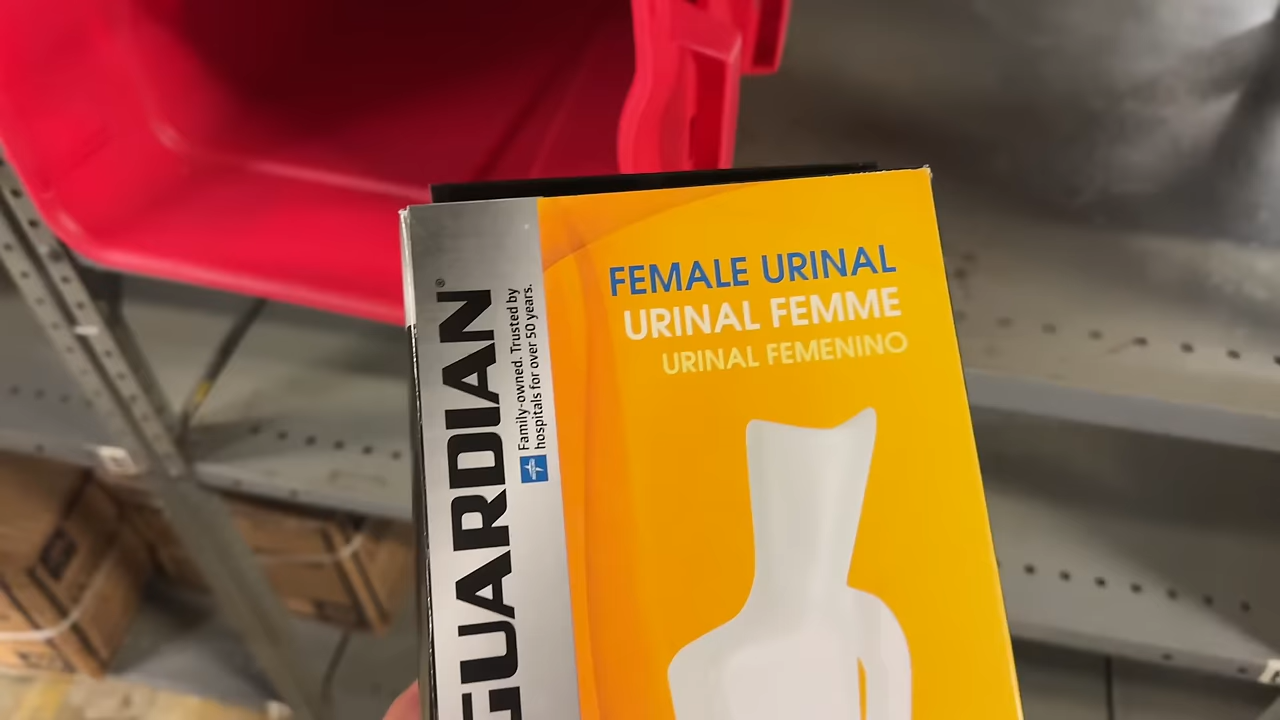 FEMALE URINAL
URINAL FEMME
URINAL FEMENINO
GUARDIAN®
Family-owned. Trusted by
hospitals for over 50 years.